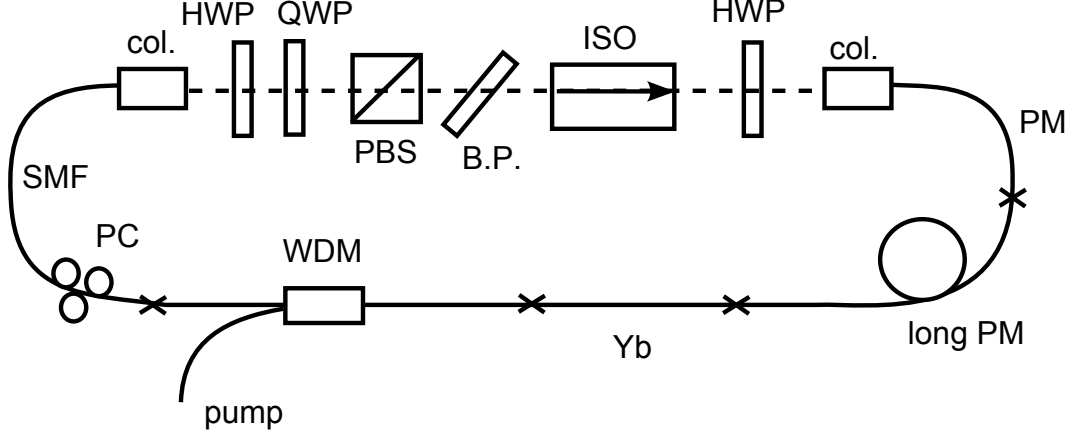 HWP
QWP
HWP
col.
ISO
col.
PBS
B.P.
PM
SMF
PC
WDM
long PM
Yb
pump